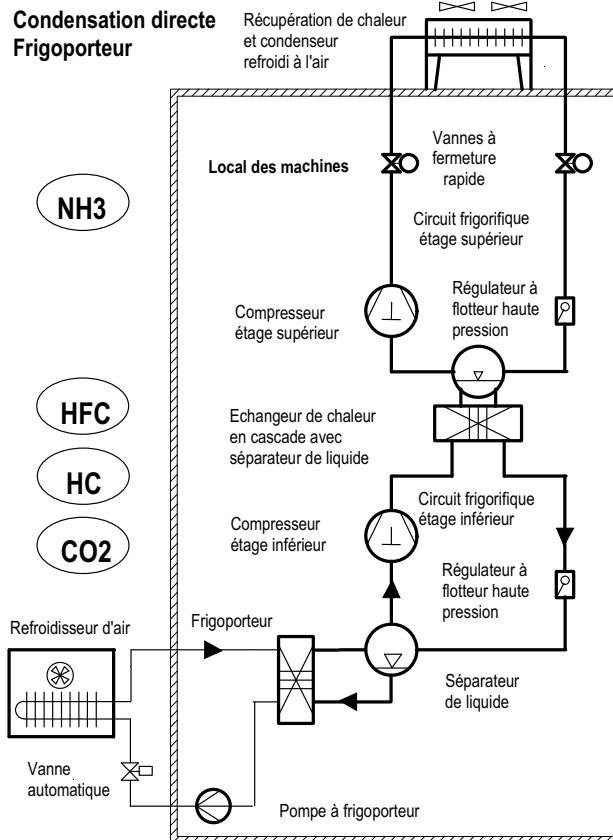 Condensation directe
Frigoporteur
Récupération de chaleur
et condenseur
refroidi à l'air
Local des machines
Vannes à
fermeture
rapide
NH3
Circuit frigorifique
étage supérieur
Compresseur
étage supérieur
Régulateur à
flotteur haute
pression
HFC
Echangeur de chaleur
en cascade avec
séparateur de liquide
HC
Circuit frigorifique
étage inférieur
Compresseur
étage inférieur
CO2
Régulateur à
flotteur haute
pression
Refroidisseur d'air
Frigoporteur
Séparateur
de liquide
Vanne
automatique
Pompe à frigoporteur